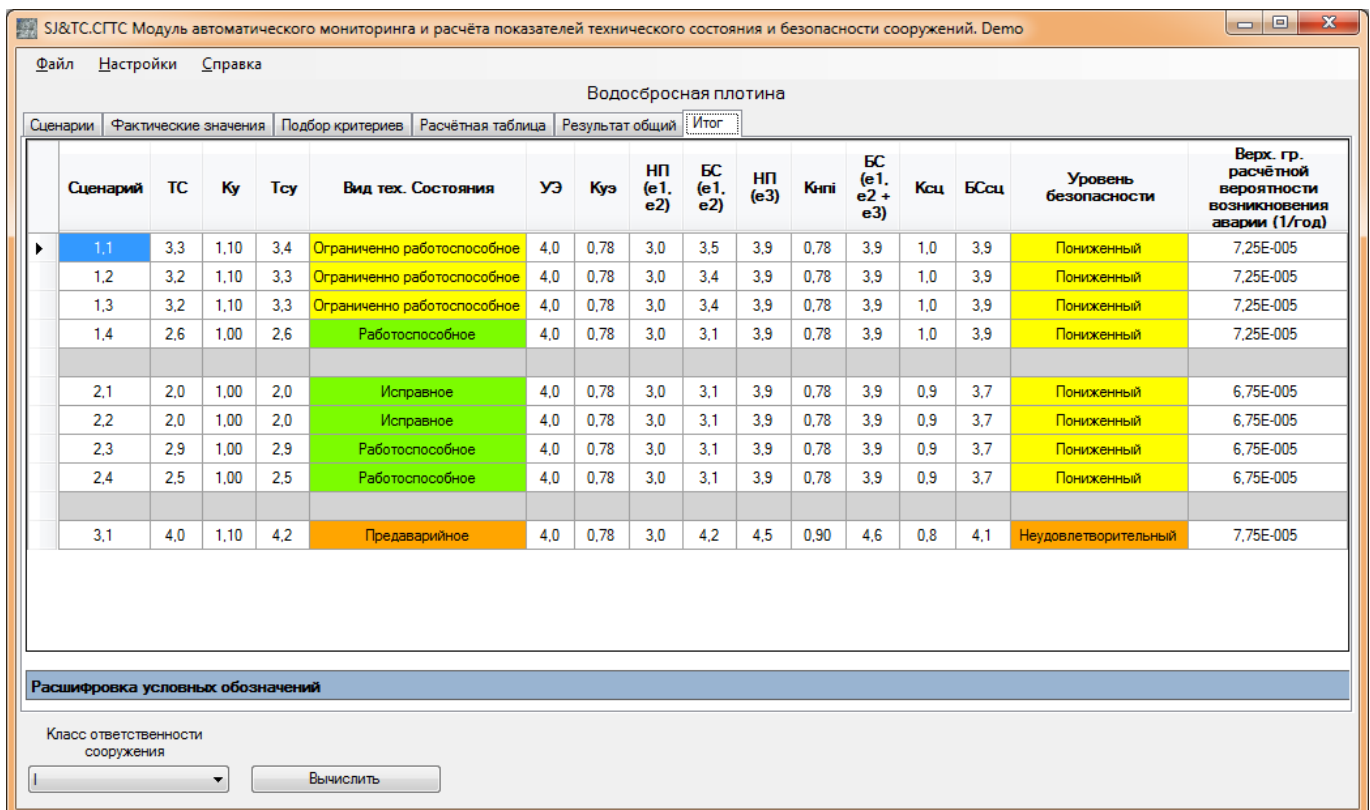 SJ&TC.СГТС Модуль автоматического мониторинга и расчёта показателей технического состояния и безопасности сооружений. Demo
Файл Настройки Справка
Водосбросная плотина
Сценарии Фактические значения Подбор критериев Расчётная таблица Результат общий Итог
Сценарий ТС Ку Тсу Вид тех. Состояния УЭ Куэ НП (e1, e2) БС (e1, e2) НП (e3) Кнпi БС (e1, e2 + e3) Ксц БСсц Уровень безопасности Верх. гр. расчётной вероятности возникновения аварии (1/год)
1,1 3,3 1,10 3,4 Ограниченно работоспособное 4,0 0,78 3,0 3,5 3,9 0,78 3,9 1,0 3,9 Пониженный 7,25E-005
1,2 3,2 1,10 3,3 Ограниченно работоспособное 4,0 0,78 3,0 3,4 3,9 0,78 3,9 1,0 3,9 Пониженный 7,25E-005
1,3 3,2 1,10 3,3 Ограниченно работоспособное 4,0 0,78 3,0 3,4 3,9 0,78 3,9 1,0 3,9 Пониженный 7,25E-005
1,4 2,6 1,00 2,6 Работоспособное 4,0 0,78 3,0 3,1 3,9 0,78 3,9 1,0 3,9 Пониженный 7,25E-005
2,1 2,0 1,00 2,0 Исправное 4,0 0,78 3,0 3,1 3,9 0,78 3,9 0,9 3,7 Пониженный 6,75E-005
2,2 2,0 1,00 2,0 Исправное 4,0 0,78 3,0 3,1 3,9 0,78 3,9 0,9 3,7 Пониженный 6,75E-005
2,3 2,9 1,00 2,9 Работоспособное 4,0 0,78 3,0 3,1 3,9 0,78 3,9 0,9 3,7 Пониженный 6,75E-005
2,4 2,5 1,00 2,5 Работоспособное 4,0 0,78 3,0 3,1 3,9 0,78 3,9 0,9 3,7 Пониженный 6,75E-005
3,1 4,0 1,10 4,2 Предаварийное 4,0 0,78 3,0 4,2 4,5 0,90 4,6 0,8 4,1 Неудовлетворительный 7,75E-005
Расшифровка условных обозначений
Класс ответственности
сооружения
I Вычислить